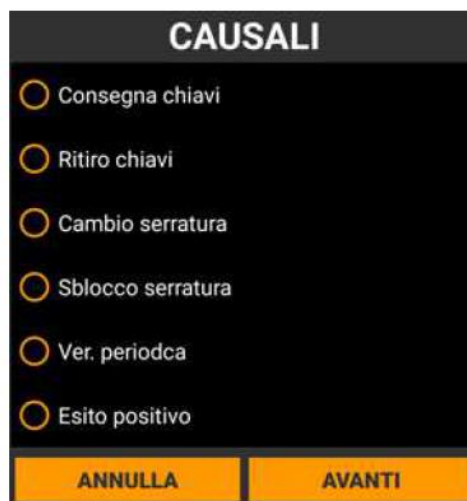 CAUSALI
Consegna chiavi
Ritiro chiavi
Cambio serratura
Sblocco serratura
Ver. periodca
Esito positivo
ANNULLA AVANTI